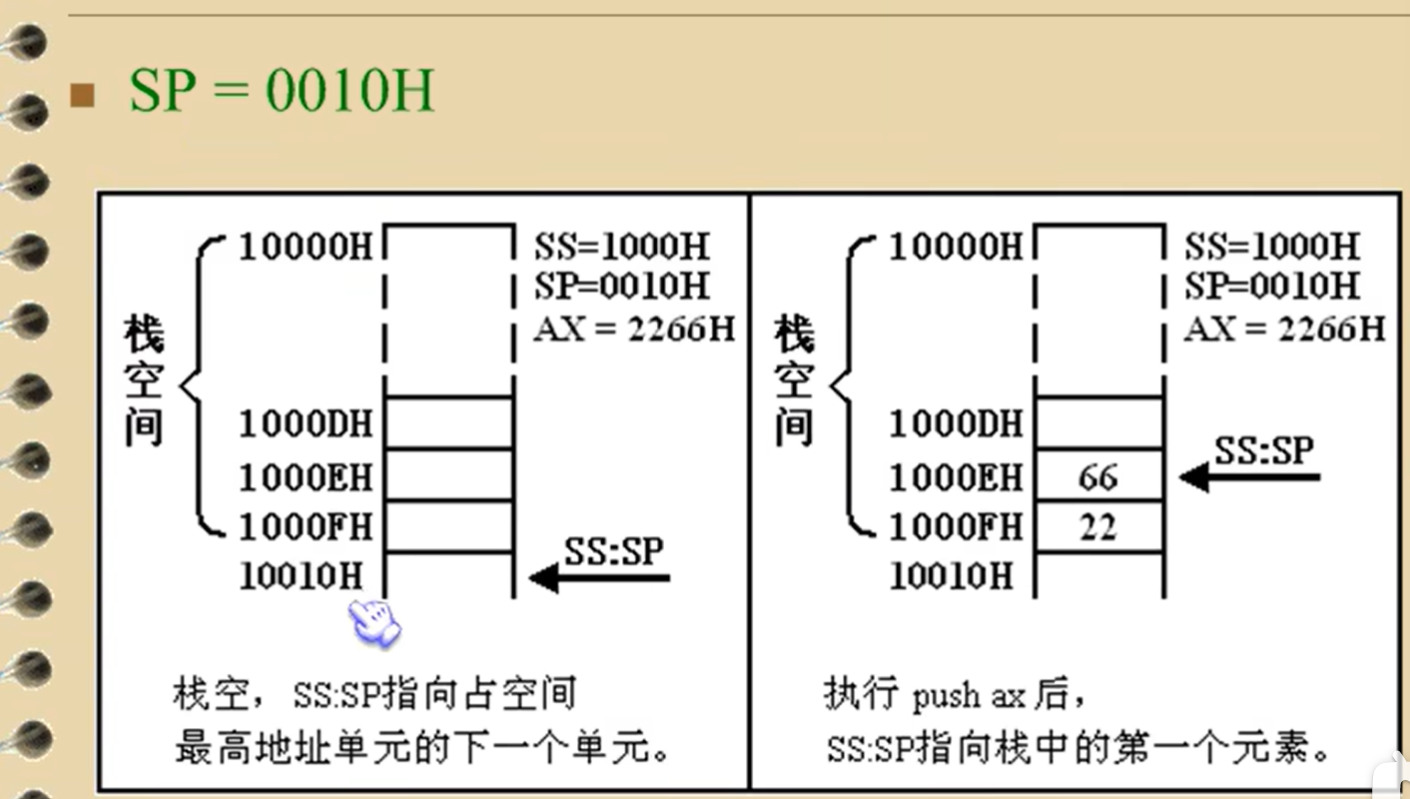 SP = 0010H
10000H
SS=1000H
SP=0010H
AX = 2266H
栈空间
1000DH
1000EH
1000FH
SS:SP
10010H
栈空，SS:SP指向占空间
最高地址单元的下一个单元。
10000H
SS=1000H
SP=0010H
AX = 2266H
栈空间
1000DH
SS:SP
1000EH 66
1000FH 22
10010H
执行 push ax 后，
SS:SP指向栈中的第一个元素。